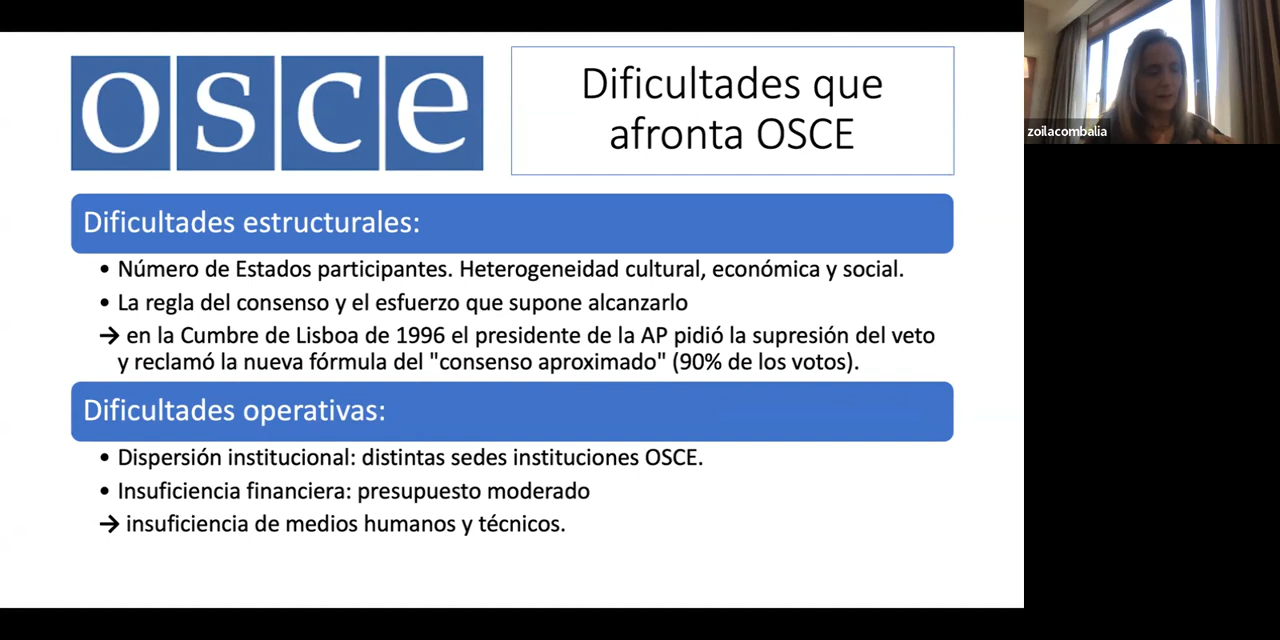 osce
Dificultades que
afronta OSCE
zoilacombalia
Dificultades estructurales:
• Número de Estados participantes. Heterogeneidad cultural, económica y social.
• La regla del consenso y el esfuerzo que supone alcanzarlo
→ en la Cumbre de Lisboa de 1996 el presidente de la AP pidió la supresión del veto
y reclamó la nueva fórmula del "consenso aproximado" (90% de los votos).
Dificultades operativas:
• Dispersión institucional: distintas sedes instituciones OSCE.
• Insuficiencia financiera: presupuesto moderado
→ insuficiencia de medios humanos y técnicos.